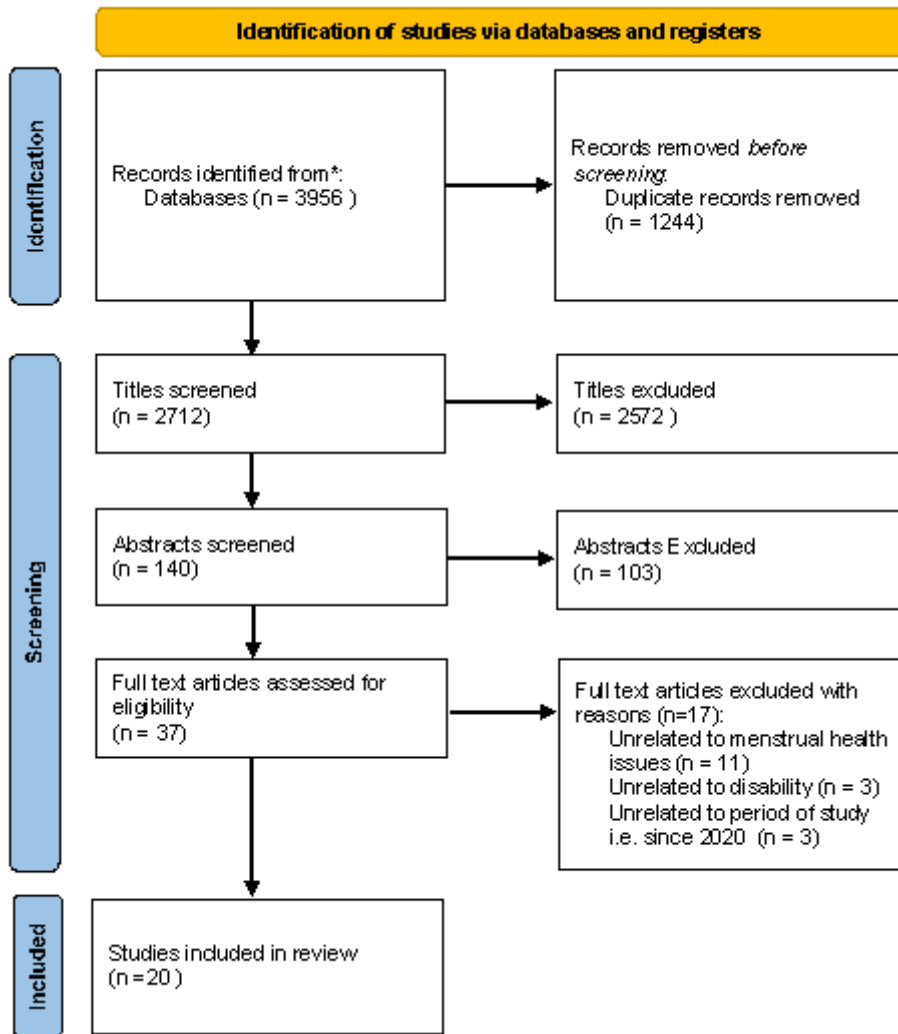 Identification of studies via databases and registers
Identification
Records identified from*:
Databases (n = 3956 )
Records removed before
screening:
Duplicate records removed
(n = 1244)
Screening
Titles screened
(n = 2712)
Titles excluded
(n = 2572 )
Abstracts screened
(n = 140)
Abstracts Excluded
(n = 103)
Full text articles assessed for
eligibility
(n = 37)
Full text articles excluded with
reasons (n=17):
Unrelated to menstrual health
issues (n = 11)
Unrelated to disability (n = 3)
Unrelated to period of study
i.e. since 2020 (n = 3)
Included
Studies included in review
(n =20 )